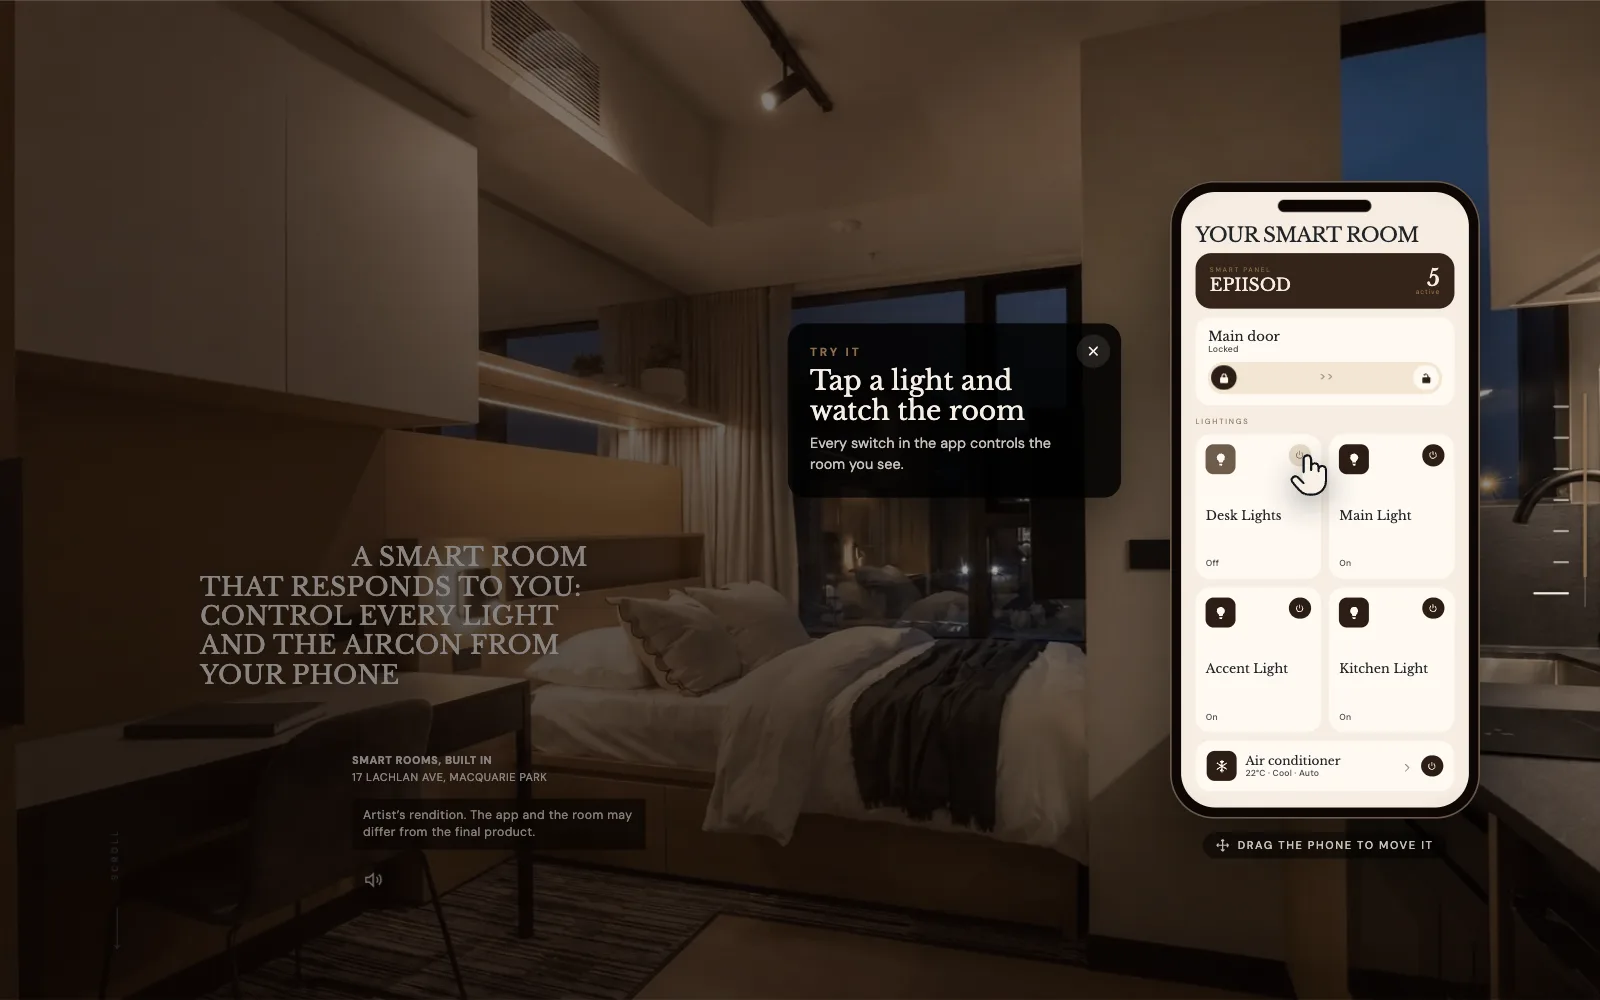 YOUR SMART ROOM
SMART PANEL
EPIISOD
5
active
Main door
Locked
>>
LIGHTINGS
Desk Lights
Off
Main Light
On
Accent Light
On
Kitchen Light
On
Air conditioner
22°C · Cool · Auto
DRAG THE PHONE TO MOVE IT
TRY IT
Tap a light and
watch the room
Every switch in the app controls the
room you see.
A SMART ROOM
THAT RESPONDS TO YOU:
CONTROL EVERY LIGHT
AND THE AIRCON FROM
YOUR PHONE
SMART ROOMS, BUILT IN
17 LACHLAN AVE, MACQUARIE PARK
Artist's rendition. The app and the room may
differ from the final product.